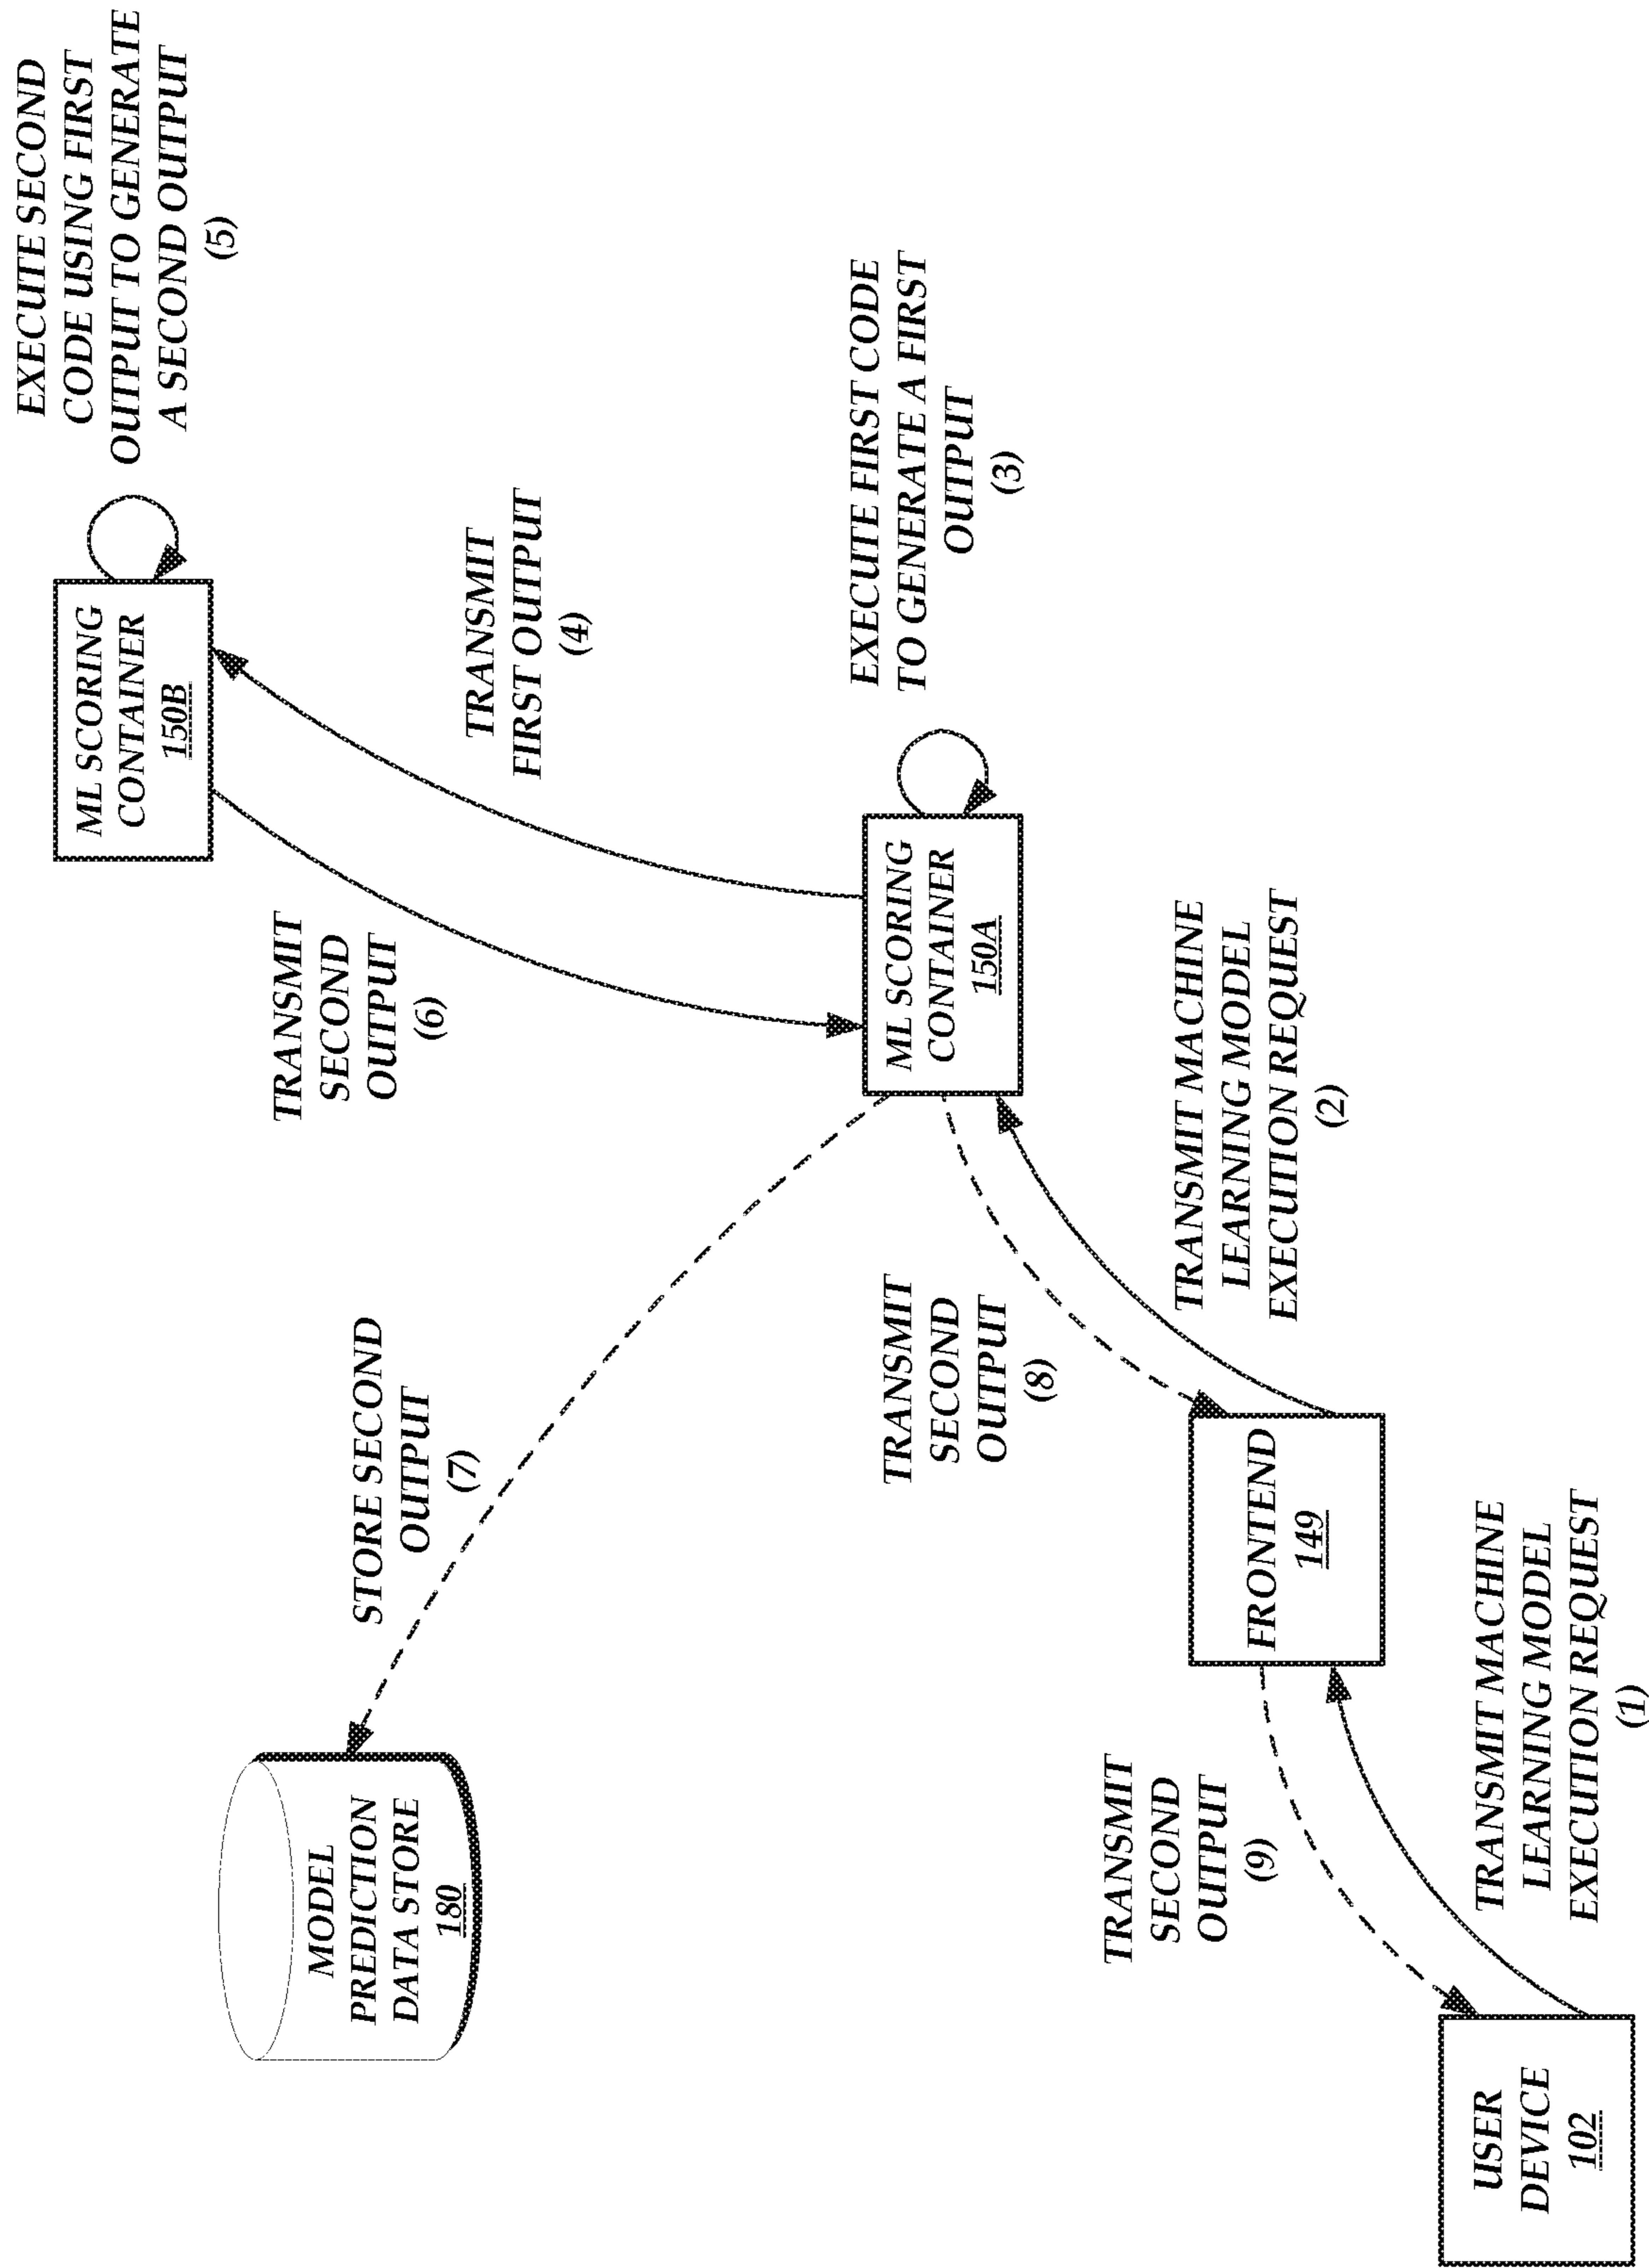 EXECUTE SECOND
CODE USING FIRST
OUTPUT TO GENERATE
A SECOND OUTPUT
(5)
ML SCORING
CONTAINER
150B
TRANSMIT
FIRST OUTPUT
(4)
TRANSMIT
SECOND
OUTPUT
(6)
EXECUTE FIRST CODE
TO GENERATE A FIRST
OUTPUT
(3)
ML SCORING
CONTAINER
150A
STORE SECOND
OUTPUT
(7)
MODEL
PREDICTION
DATA STORE
180
TRANSMIT
SECOND
OUTPUT
(8)
TRANSMIT MACHINE
LEARNING MODEL
EXECUTION REQUEST
(2)
FRONTEND
149
TRANSMIT
SECOND
OUTPUT
(9)
TRANSMIT MACHINE
LEARNING MODEL
EXECUTION REQUEST
(1)
USER
DEVICE
102